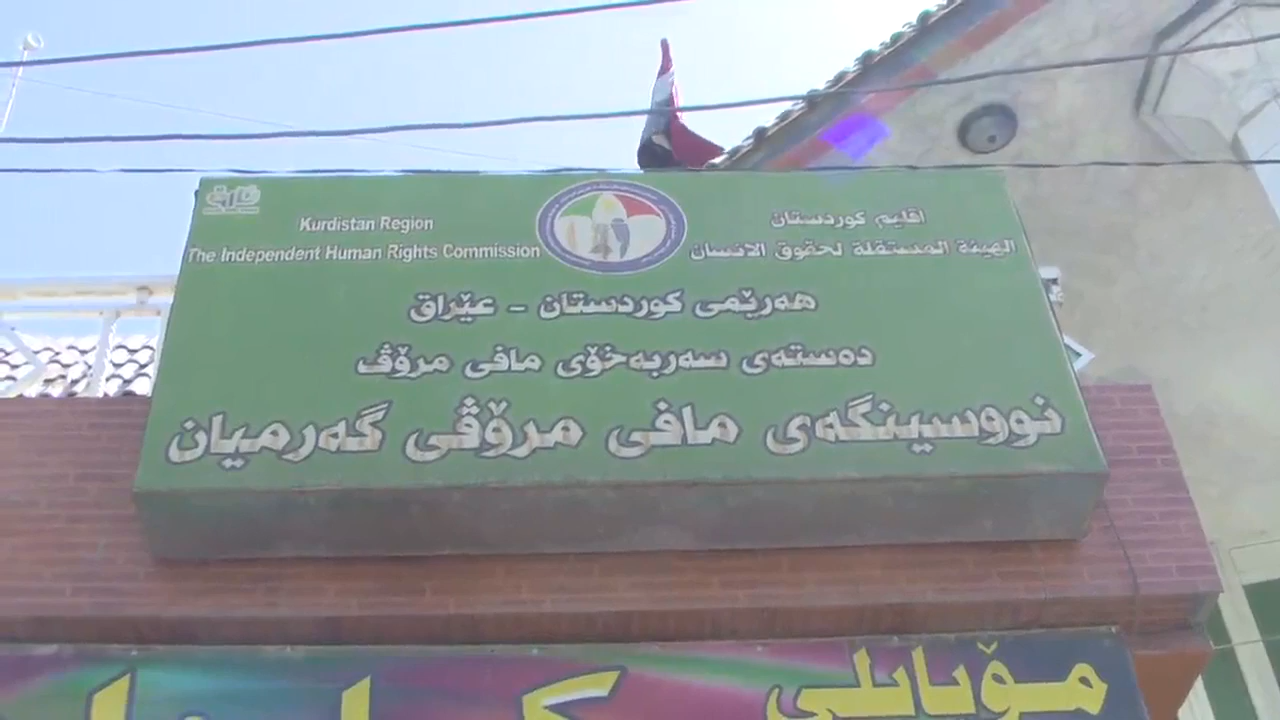 Kurdistan Region
The Independent Human Rights Commission
اقليم كوردستان
الهيئة المستقلة لحقوق الانسان
هەرێمی کوردستان - عێراق
دەستەی سەربەخۆی مافی مرۆڤ
نووسینگەی مافی مرۆڤی گەرمیان
مۆبایلی